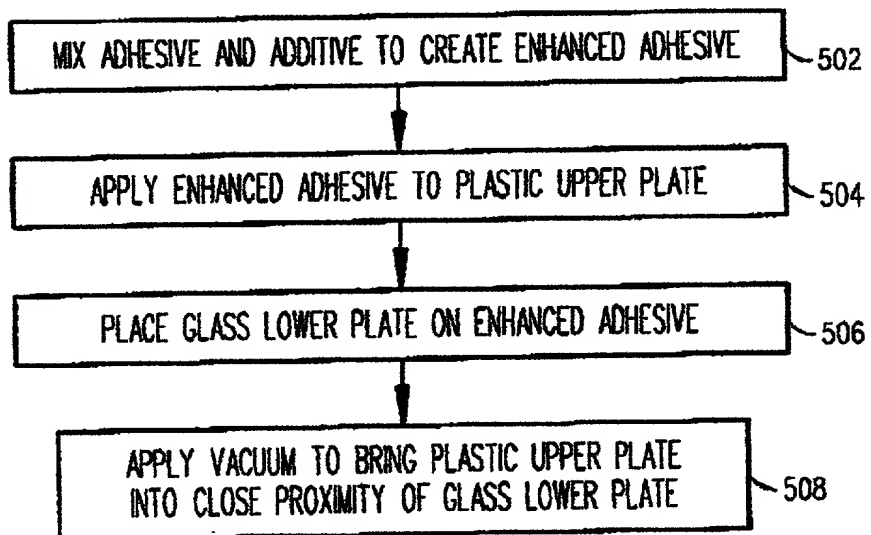 MIX ADHESIVE AND ADDITIVE TO CREATE ENHANCED ADHESIVE
502
APPLY ENHANCED ADHESIVE TO PLASTIC UPPER PLATE
504
PLACE GLASS LOWER PLATE ON ENHANCED ADHESIVE
506
APPLY VACUUM TO BRING PLASTIC UPPER PLATE
INTO CLOSE PROXIMITY OF GLASS LOWER PLATE
508